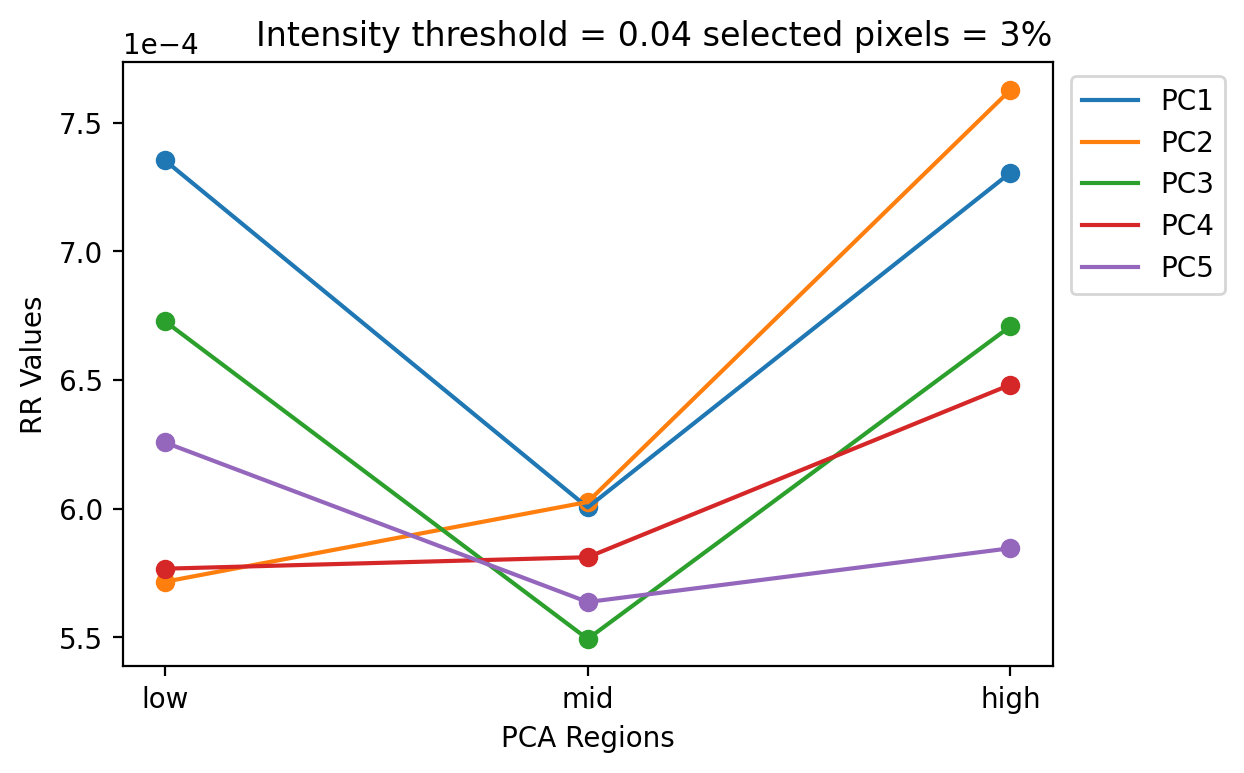 Intensity threshold = 0.04 selected pixels = 3%
1e−4
7.5
7.0
6.5
6.0
5.5
RR Values
low
mid
high
PCA Regions
PC1
PC2
PC3
PC4
PC5